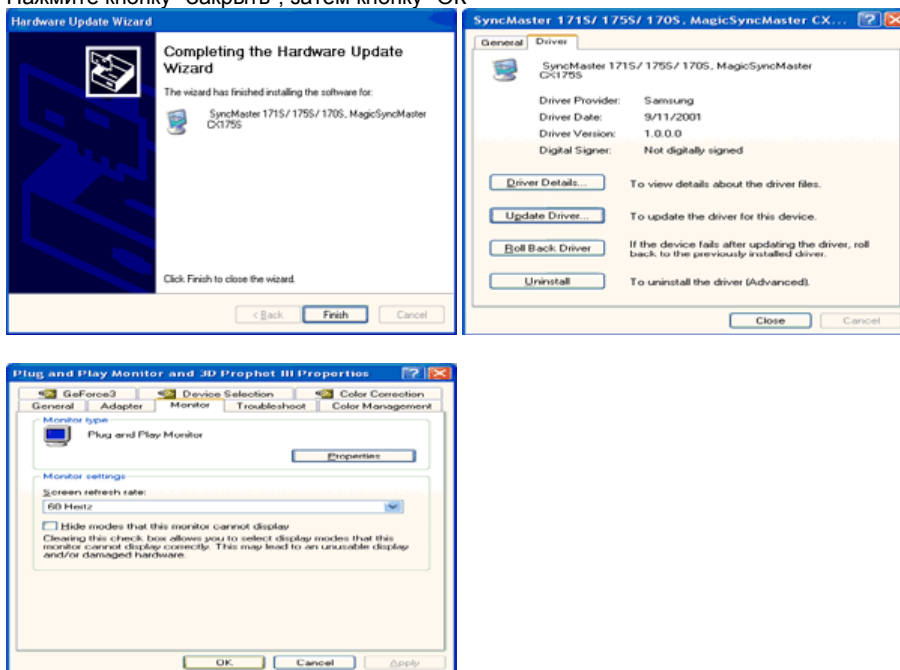 Нажмите кнопку "Закрыть", затем кнопку "OK"
Hardware Update Wizard
Completing the Hardware Update
Wizard
The wizard has finished installing the software for:
SyncMaster 171S/ 175S/ 170S, MagicSyncMaster
CX175S
Click Finish to close the wizard.
< Back
Finish
Cancel
SyncMaster 171S/ 175S/ 170S, MagicSyncMaster CX...
General
Driver
SyncMaster 171S/ 175S/ 170S, MagicSyncMaster
CX175S
Driver Provider: Samsung
Driver Date: 9/11/2001
Driver Version: 1.0.0.0
Digital Signer: Not digitally signed
Driver Details... To view details about the driver files.
Update Driver... To update the driver for this device.
Roll Back Driver If the device fails after updating the driver, roll
back to the previously installed driver.
Uninstall To uninstall the driver (Advanced).
Close
Cancel
Plug and Play Monitor and 3D Prophet III Properties
GeForce3 Device Selection Color Correction
General Adapter Monitor Troubleshoot Color Management
Monitor type
Plug and Play Monitor
Properties
Monitor settings
Screen refresh rate:
60 Hertz
Hide modes that this monitor cannot display
Clearing this check box allows you to select display modes that this
monitor cannot display correctly. This may lead to an unusable display
and/or damaged hardware.
OK
Cancel
Apply